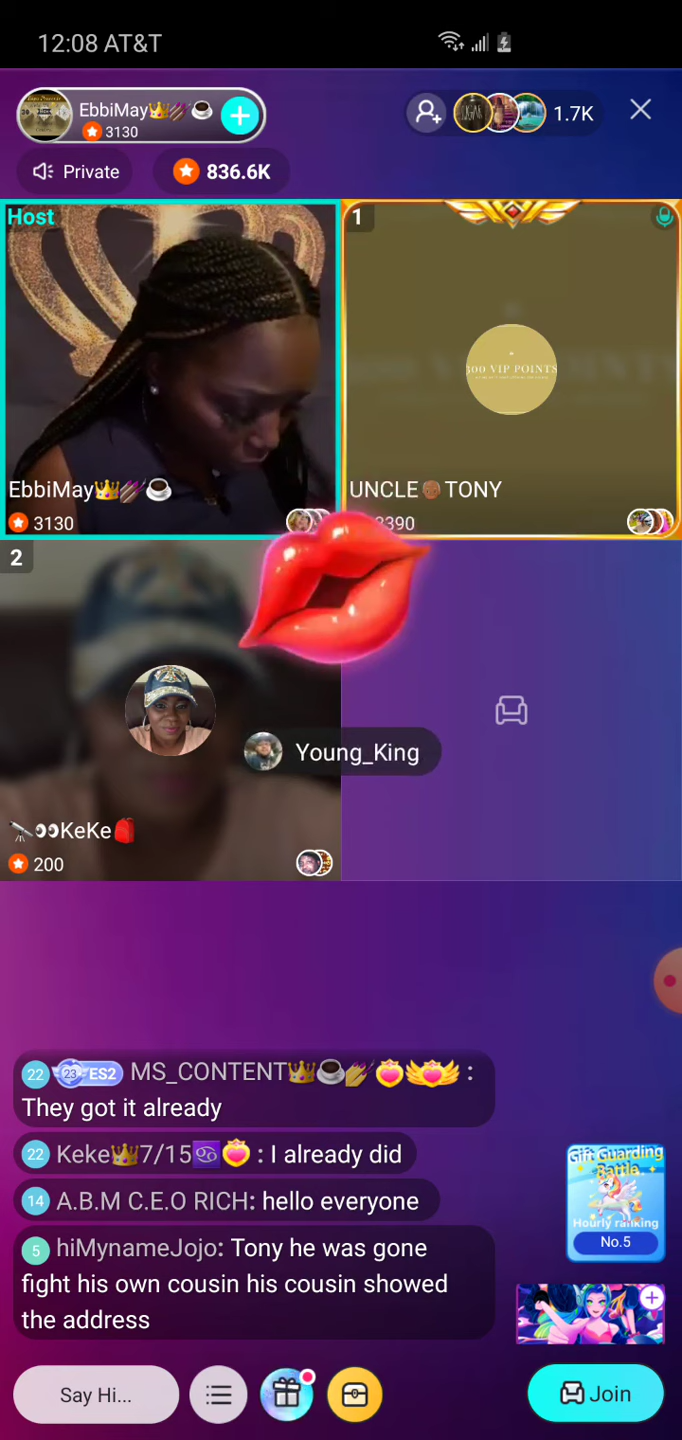 12:08 AT&T
EbbiMay👑💅🏾☕
3130
1.7K
Private
836.6K
Host
1
300 VIP POINTS
EbbiMay👑💅🏾☕
3130
UNCLE👴🏾TONY
2390
2
Young_King
🔭👀KeKe🎒
200
22 23 ES2 MS_CONTENT👑☕💅 :
They got it already
22 Keke👑7/15♋ : I already did
14 A.B.M C.E.O RICH: hello everyone
5 hiMynameJojo: Tony he was gone
fight his own cousin his cousin showed
the address
Gift Guarding
Battle
Hourly ranking
No.5
Say Hi...
Join